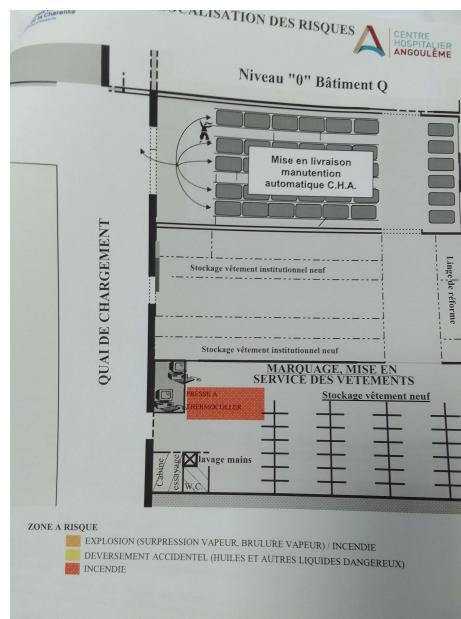 la Charente
LOCALISATION DES RISQUES
CENTRE
HOSPITALIER
ANGOULÊME
Niveau "0" Bâtiment Q
Mise en livraison
manutention
automatique C.H.A.
QUAI DE CHARGEMENT
Stockage vêtement institutionnel neuf
Linge de réforme
Stockage vêtement institutionnel neuf
MARQUAGE, MISE EN
SERVICE DES VETEMENTS
PRESSE A
THERMOCOLLER
Stockage vêtement neuf
lavage mains
Cabine
essayage
W.C.
ZONE A RISQUE
EXPLOSION (SURPRESSION VAPEUR, BRULURE VAPEUR) / INCENDIE
DEVERSEMENT ACCIDENTEL (HUILES ET AUTRES LIQUIDES DANGEREUX)
INCENDIE